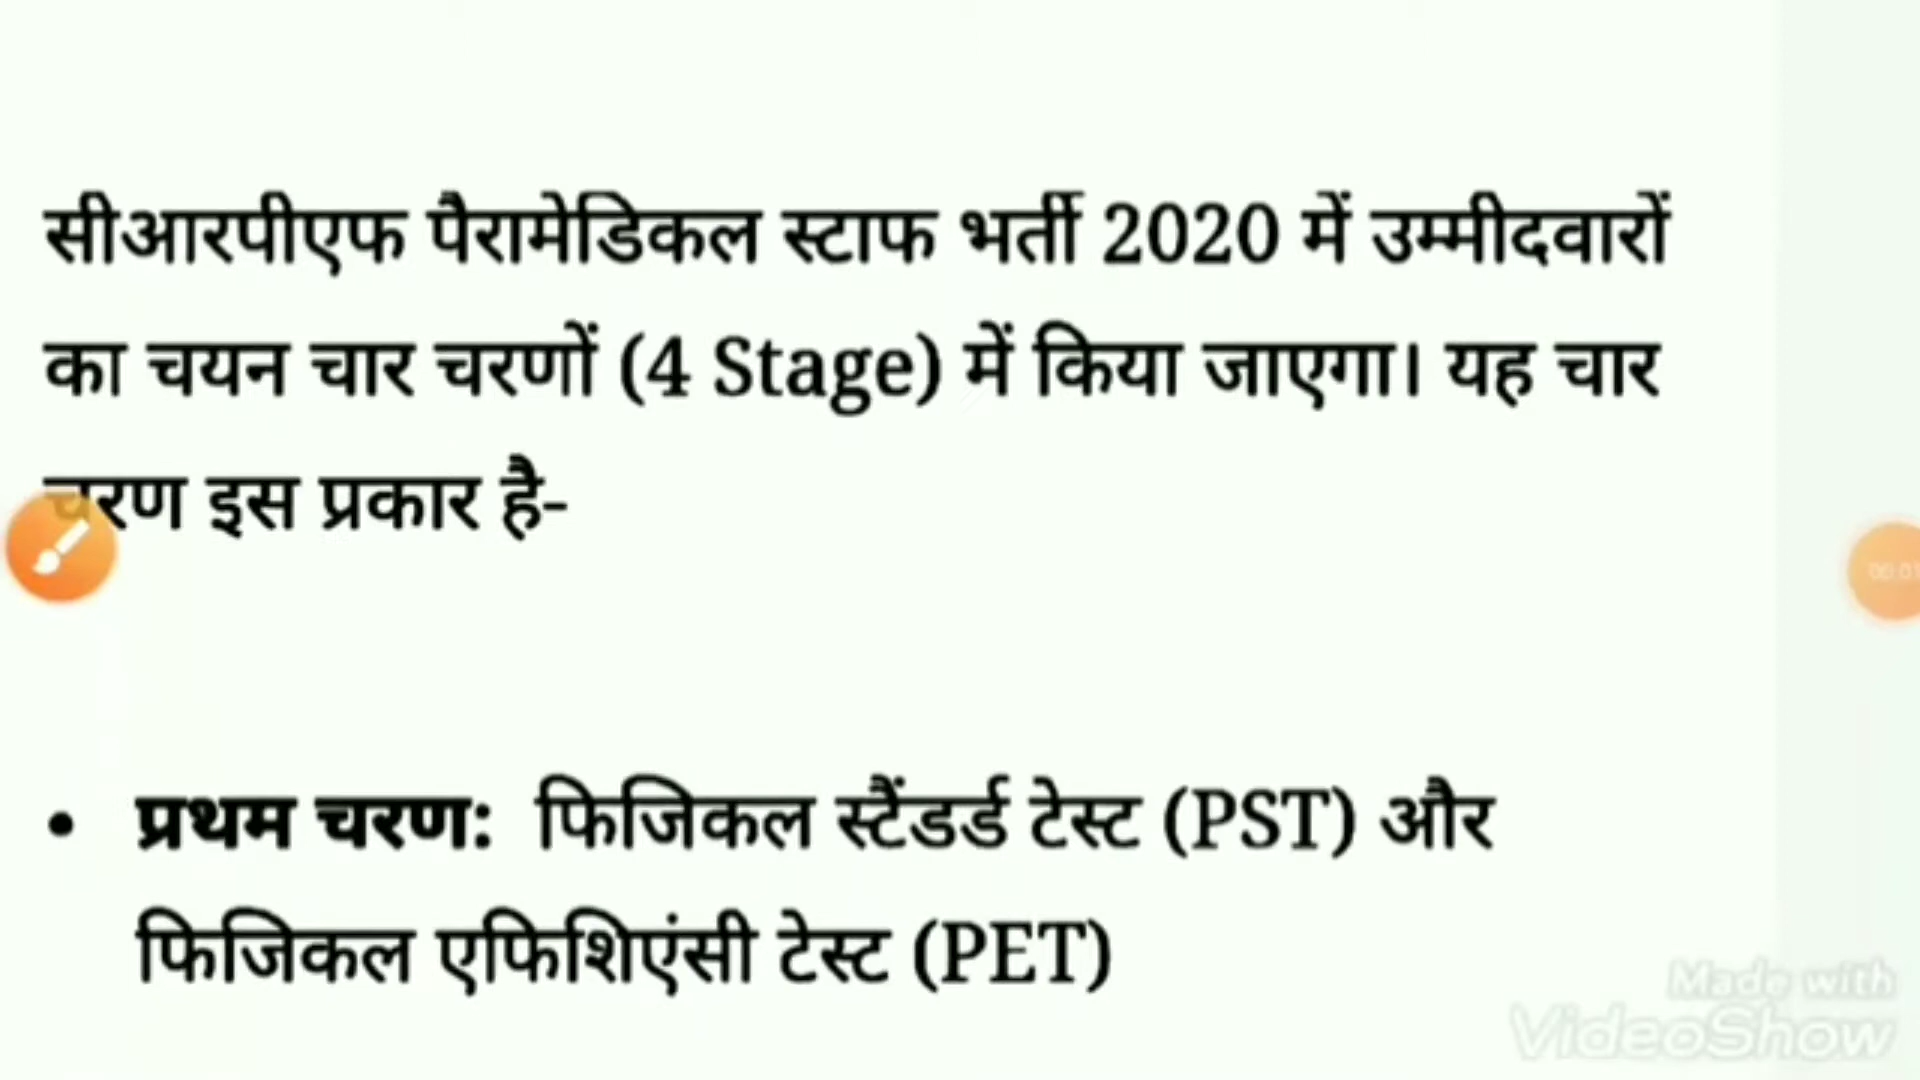 सीआरपीएफ पैरामेडिकल स्टाफ भर्ती 2020 में उम्मीदवारों
का चयन चार चरणों (4 Stage) में किया जाएगा। यह चार
चरण इस प्रकार है-
• प्रथम चरण: फिजिकल स्टैंडर्ड टेस्ट (PST) और
फिजिकल एफिशिएंसी टेस्ट (PET)
Made with
VideoShow